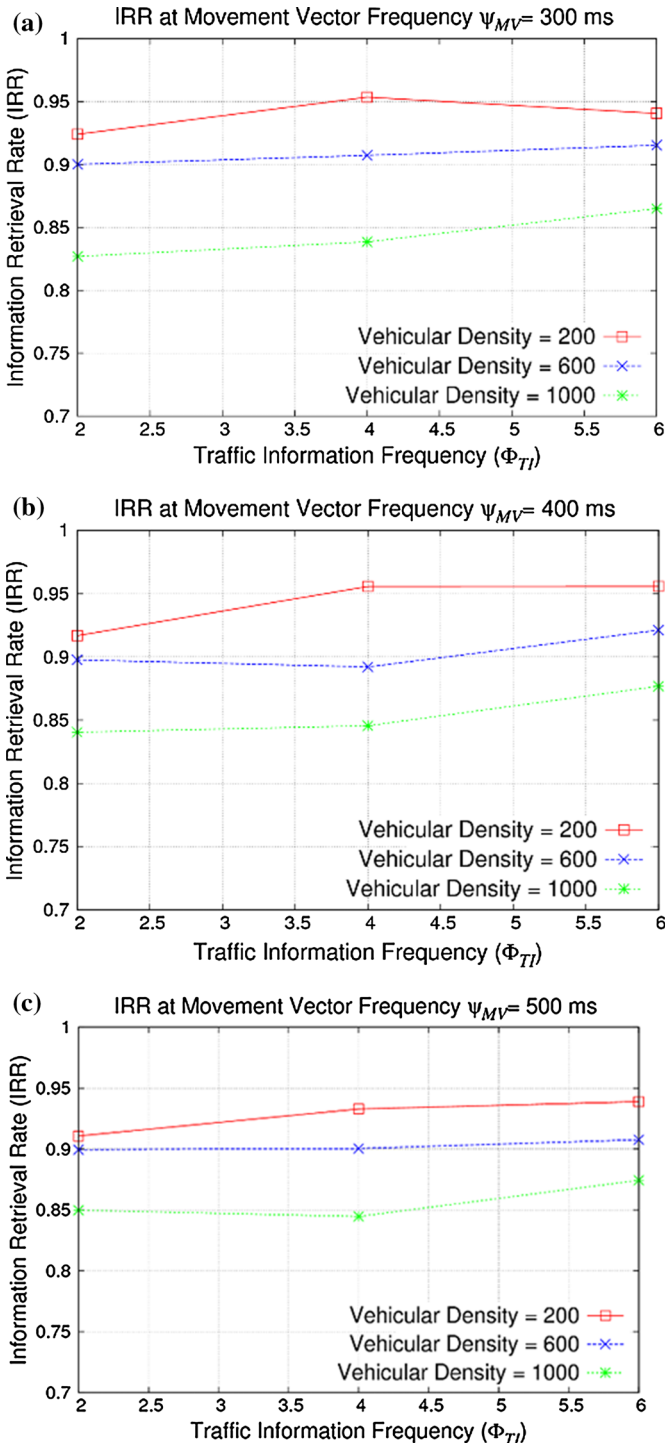 (a) IRR at Movement Vector Frequency ψMV= 300 ms
Information Retrieval Rate (IRR)
1
0.95
0.9
0.85
0.8
0.75
0.7
Vehicular Density = 200
Vehicular Density = 600
Vehicular Density = 1000
2 2.5 3 3.5 4 4.5 5 5.5 6
Traffic Information Frequency (ΦTI)
(b) IRR at Movement Vector Frequency ψMV= 400 ms
Information Retrieval Rate (IRR)
1
0.95
0.9
0.85
0.8
0.75
0.7
Vehicular Density = 200
Vehicular Density = 600
Vehicular Density = 1000
2 2.5 3 3.5 4 4.5 5 5.5 6
Traffic Information Frequency (ΦTI)
(c) IRR at Movement Vector Frequency ψMV= 500 ms
Information Retrieval Rate (IRR)
1
0.95
0.9
0.85
0.8
0.75
0.7
Vehicular Density = 200
Vehicular Density = 600
Vehicular Density = 1000
2 2.5 3 3.5 4 4.5 5 5.5 6
Traffic Information Frequency (ΦTI)